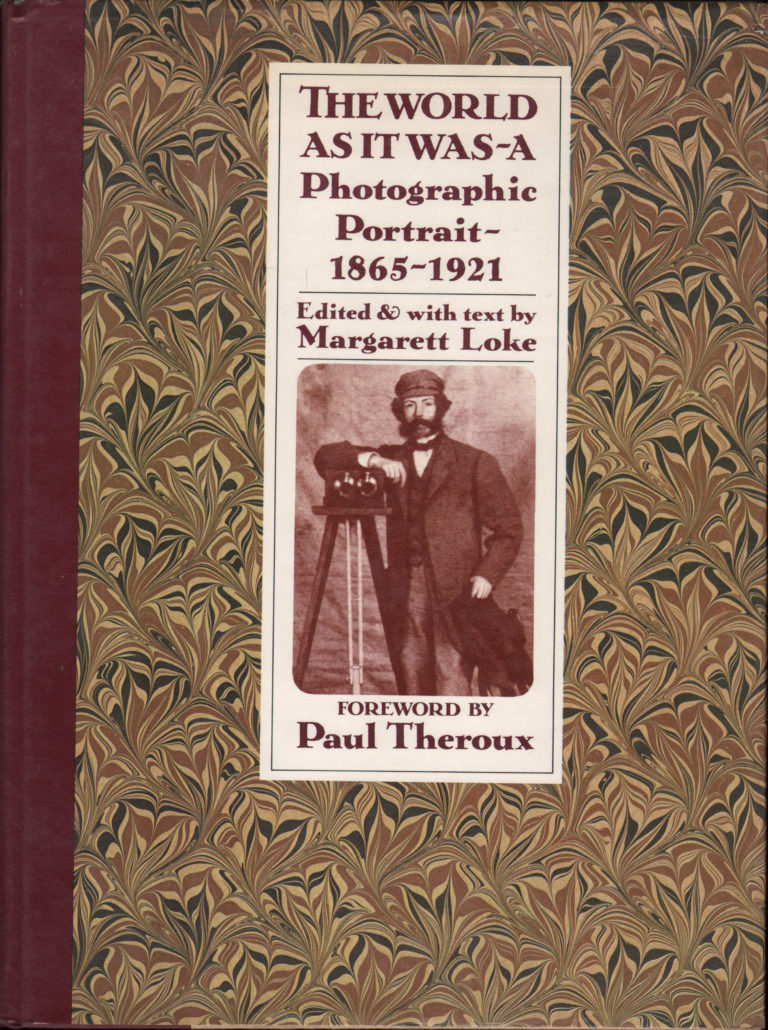 THE WORLD
AS IT WAS-A
Photographic
Portrait-
1865-1921
Edited & with text by
Margarett Loke
FOREWORD BY
Paul Theroux